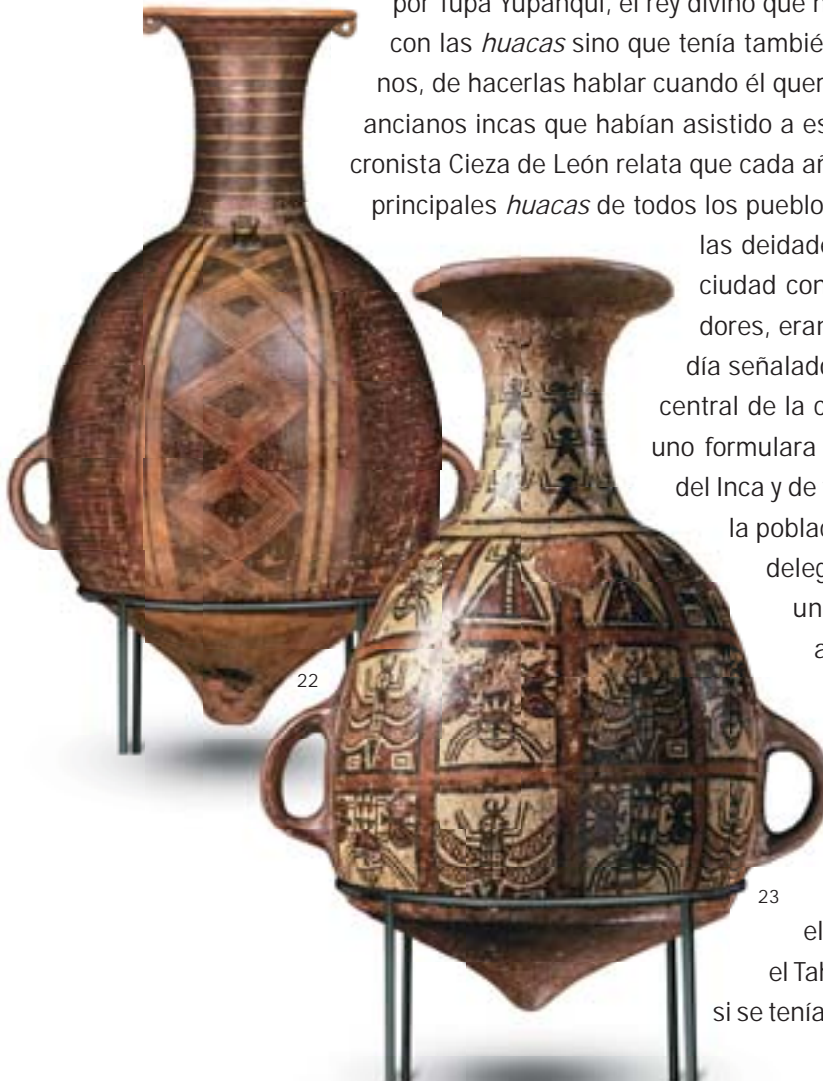 por Tupa Yupanqui, el rey divino que
con las huacas sino que tenía tambié
nos, de hacerlas hablar cuando él quer
ancianos incas que habían asistido a es
cronista Cieza de León relata que cada añ
principales huacas de todos los pueblo
las deidad
ciudad con
dores, eran
día señalado
central de la c
uno formulara
del Inca y de
la poblac
deleg
un
a
22
23
el
el Tah
si se tenía